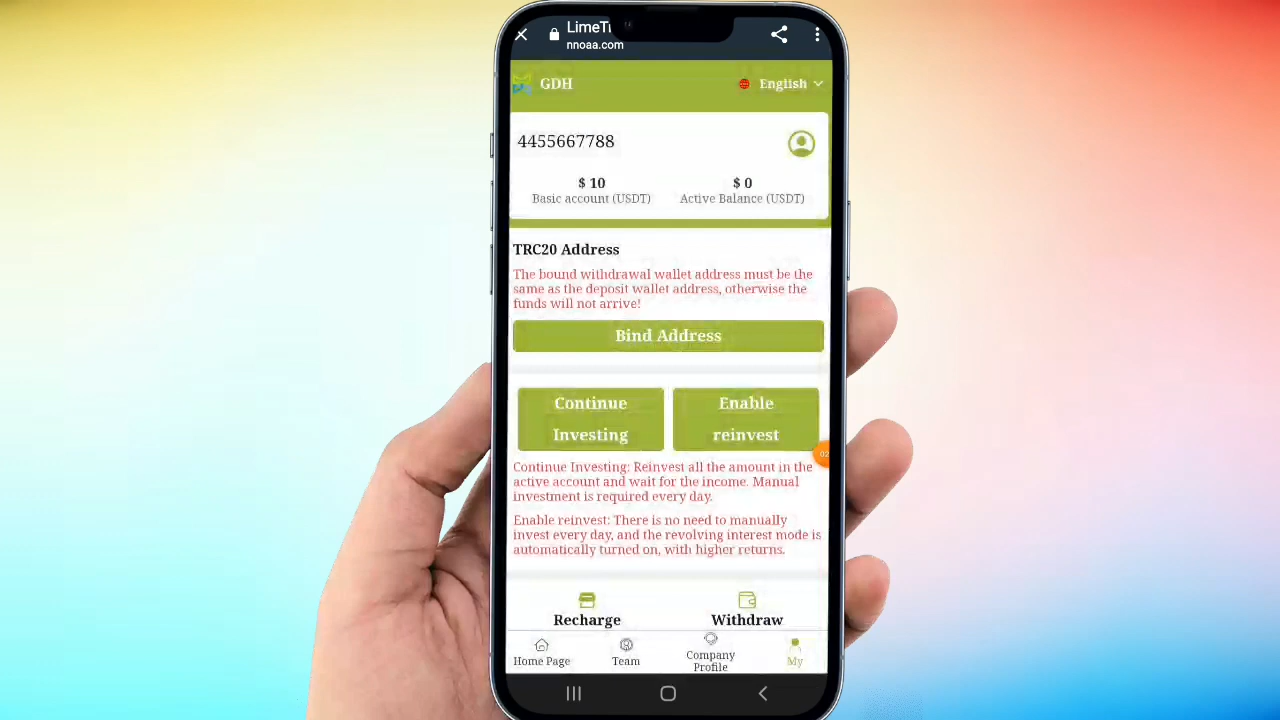 LimeT
nnoaa.com
GDH
English
4455667788
$ 10
$ 0
Basic account (USDT)
Active Balance (USDT)
TRC20 Address
The bound withdrawal wallet address must be the
same as the deposit wallet address, otherwise the
funds will not arrive!
Bind Address
Continue
Investing
Enable
reinvest
02
Continue Investing: Reinvest all the amount in the
active account and wait for the income. Manual
investment is required every day.
Enable reinvest: There is no need to manually
invest every day, and the revolving interest mode is
automatically turned on, with higher returns.
Recharge
Withdraw
Home Page
Team
Company
Profile
My